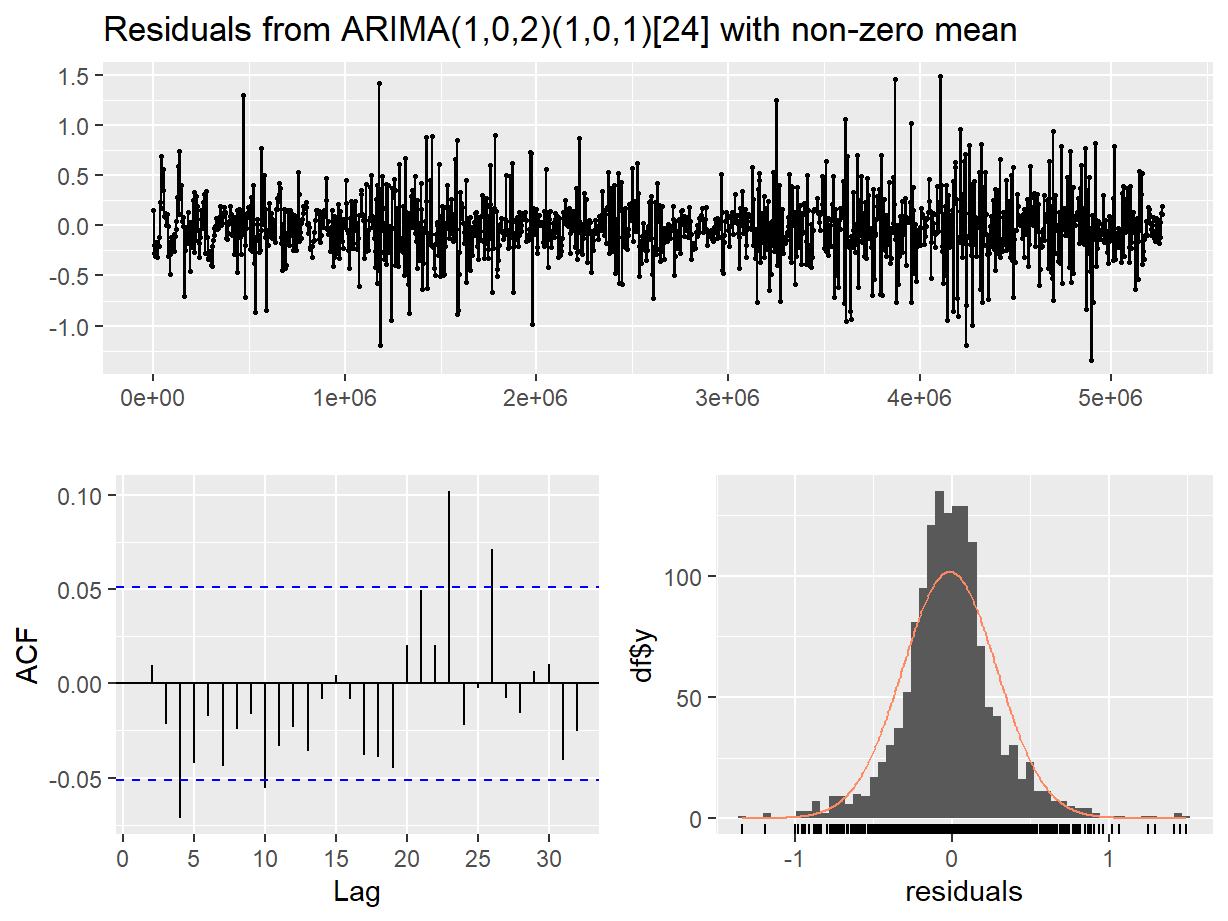 Residuals from ARIMA(1,0,2)(1,0,1)[24] with non-zero mean
1.5
1.0
0.5
0.0
-0.5
-1.0
0e+00 1e+06 2e+06 3e+06 4e+06 5e+06
ACF
0.10
0.05
0.00
-0.05
0 5 10 15 20 25 30
Lag
df$y
100
50
0
-1 0 1
residuals